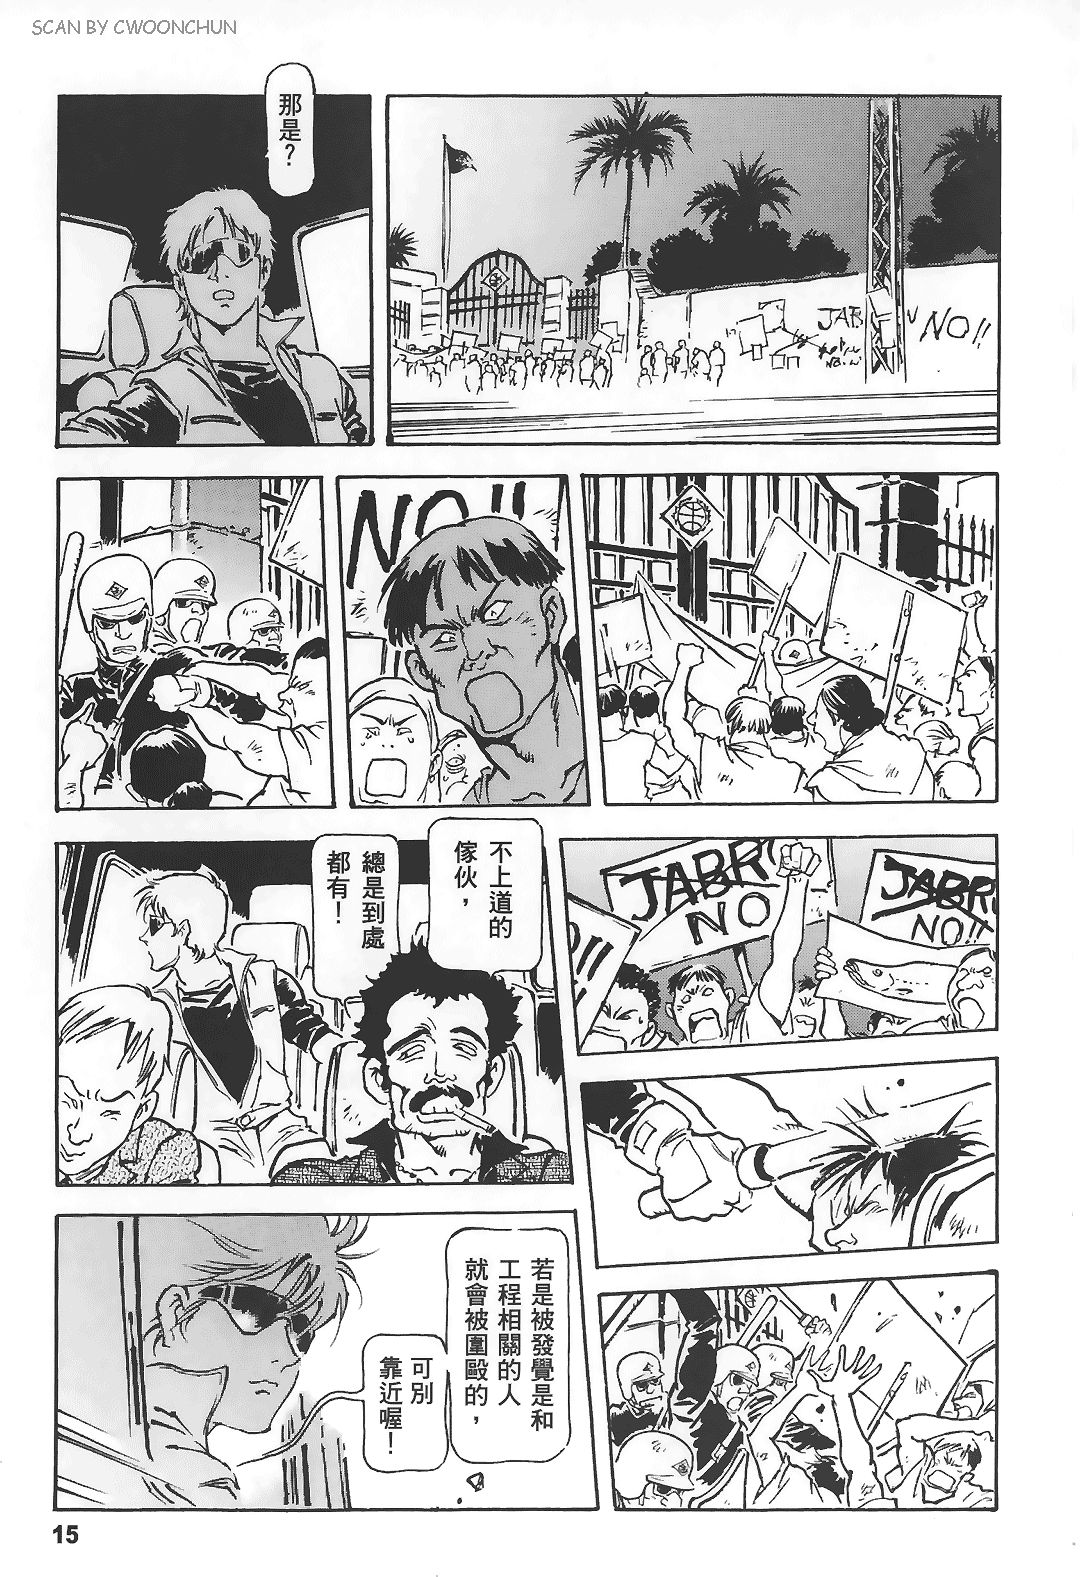 SCAN BY CWOONCHUN
JABR
NO!!
那是？
NO!!
JABR
NO!!
JABR
NO
不上道的
傢伙，
總是到處
都有！
若是被發覺是和
工程相關的人
就會被圍毆的，
可別
靠近喔！
15